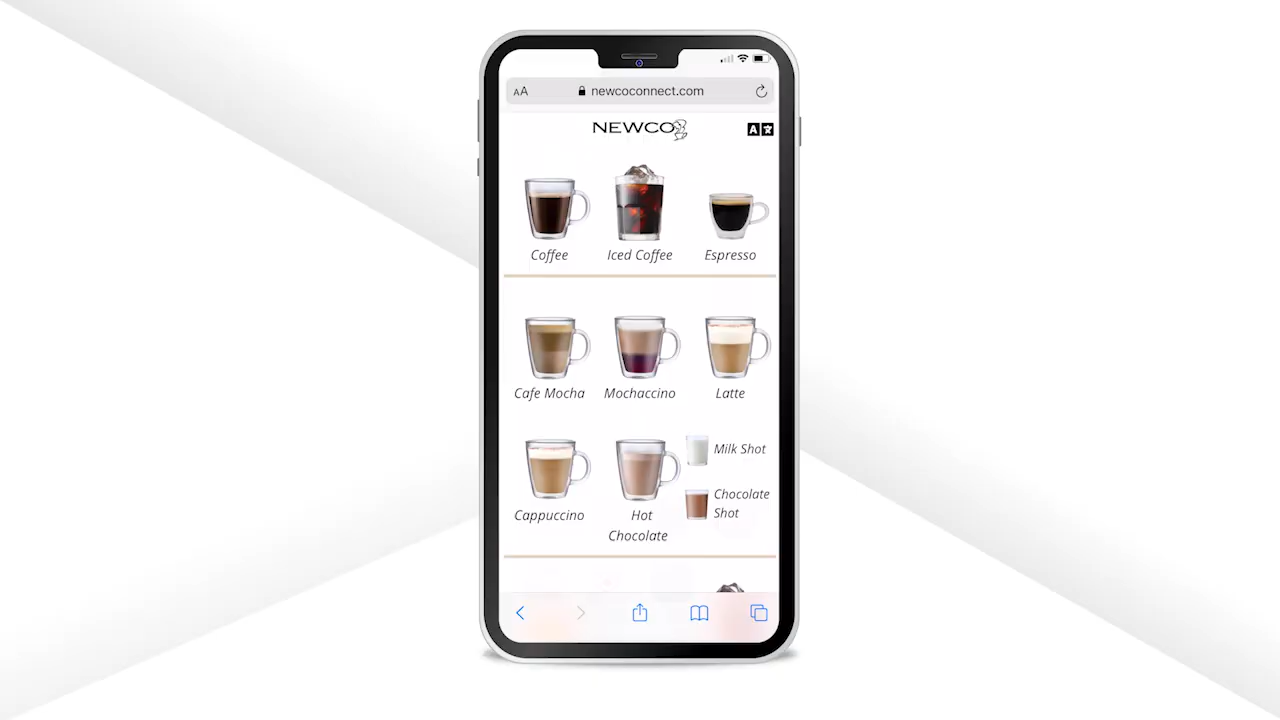 AA newcoconnect.com
NEWCO
Coffee
Iced Coffee
Espresso
Cafe Mocha
Mochaccino
Latte
Cappuccino
Hot
Chocolate
Milk Shot
Chocolate
Shot